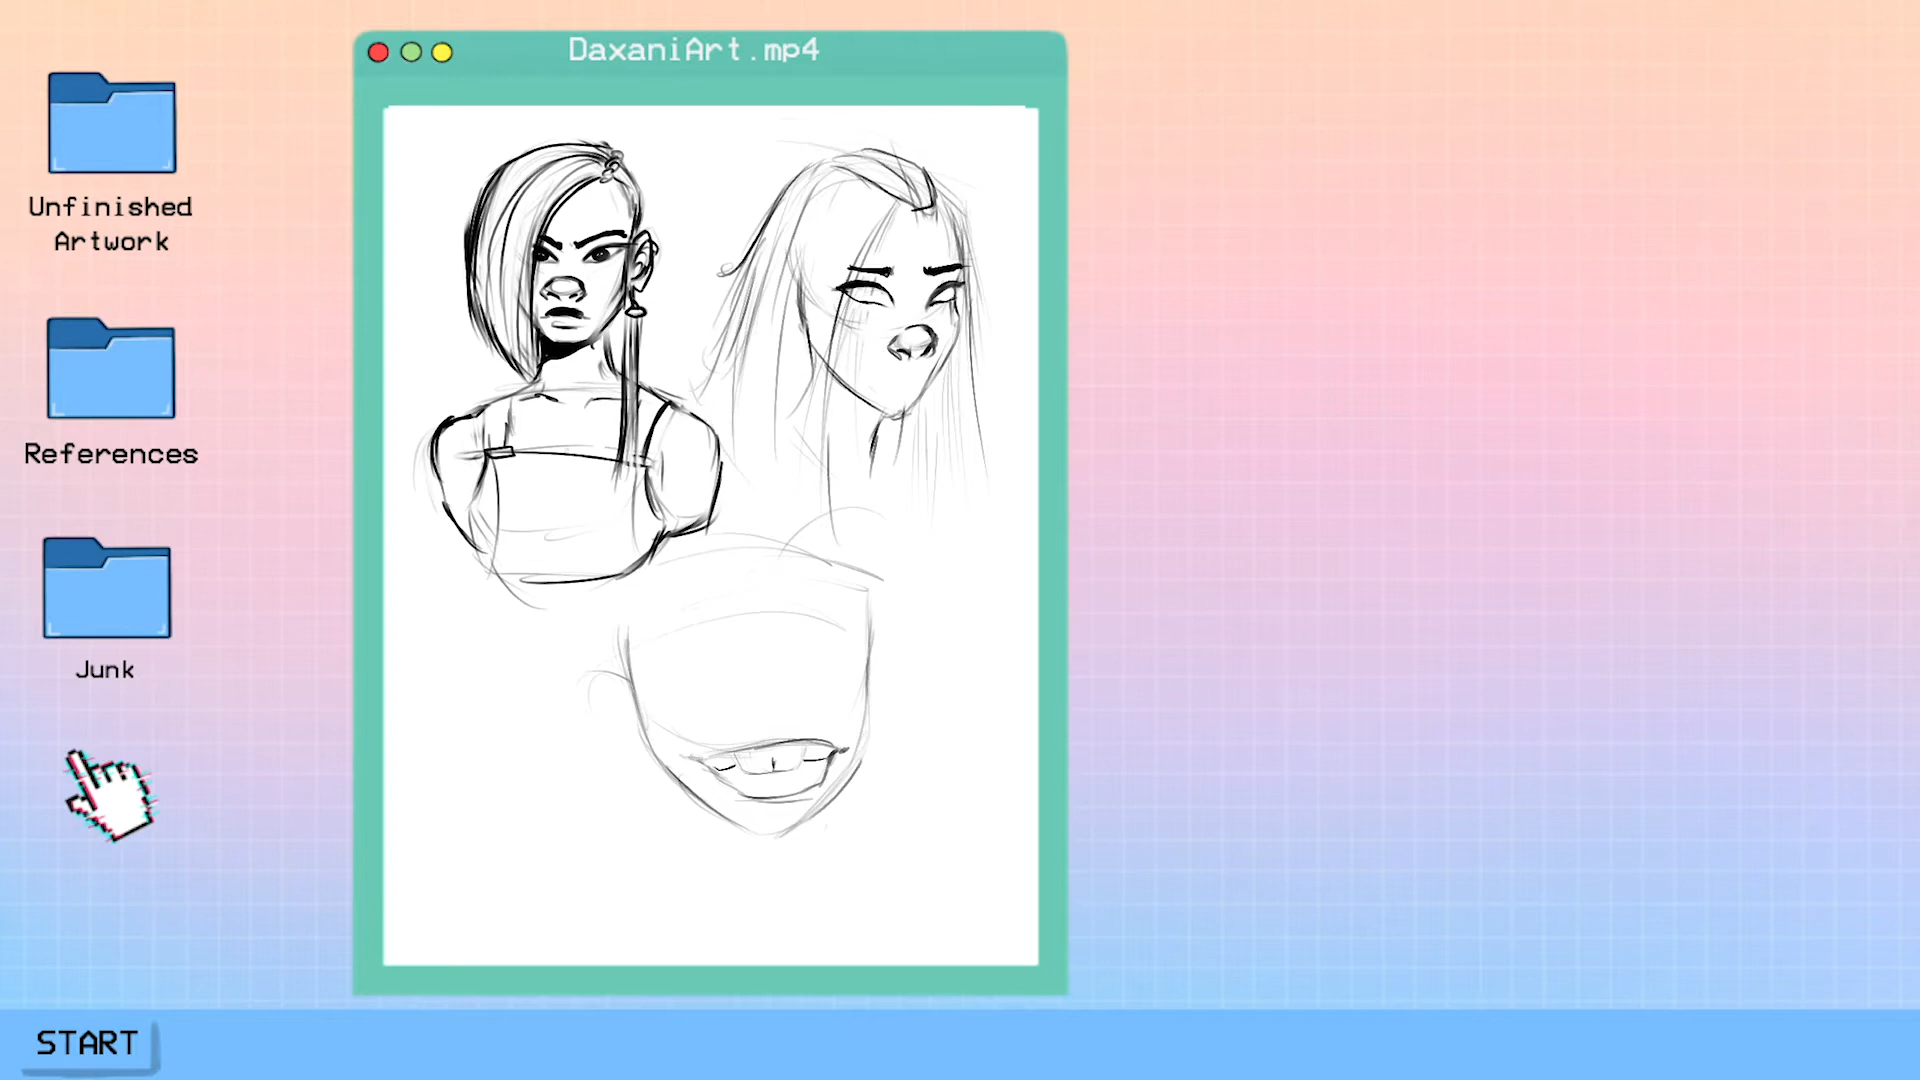 DaxaniArt.mp4
Unfinished
Artwork
References
Junk
START